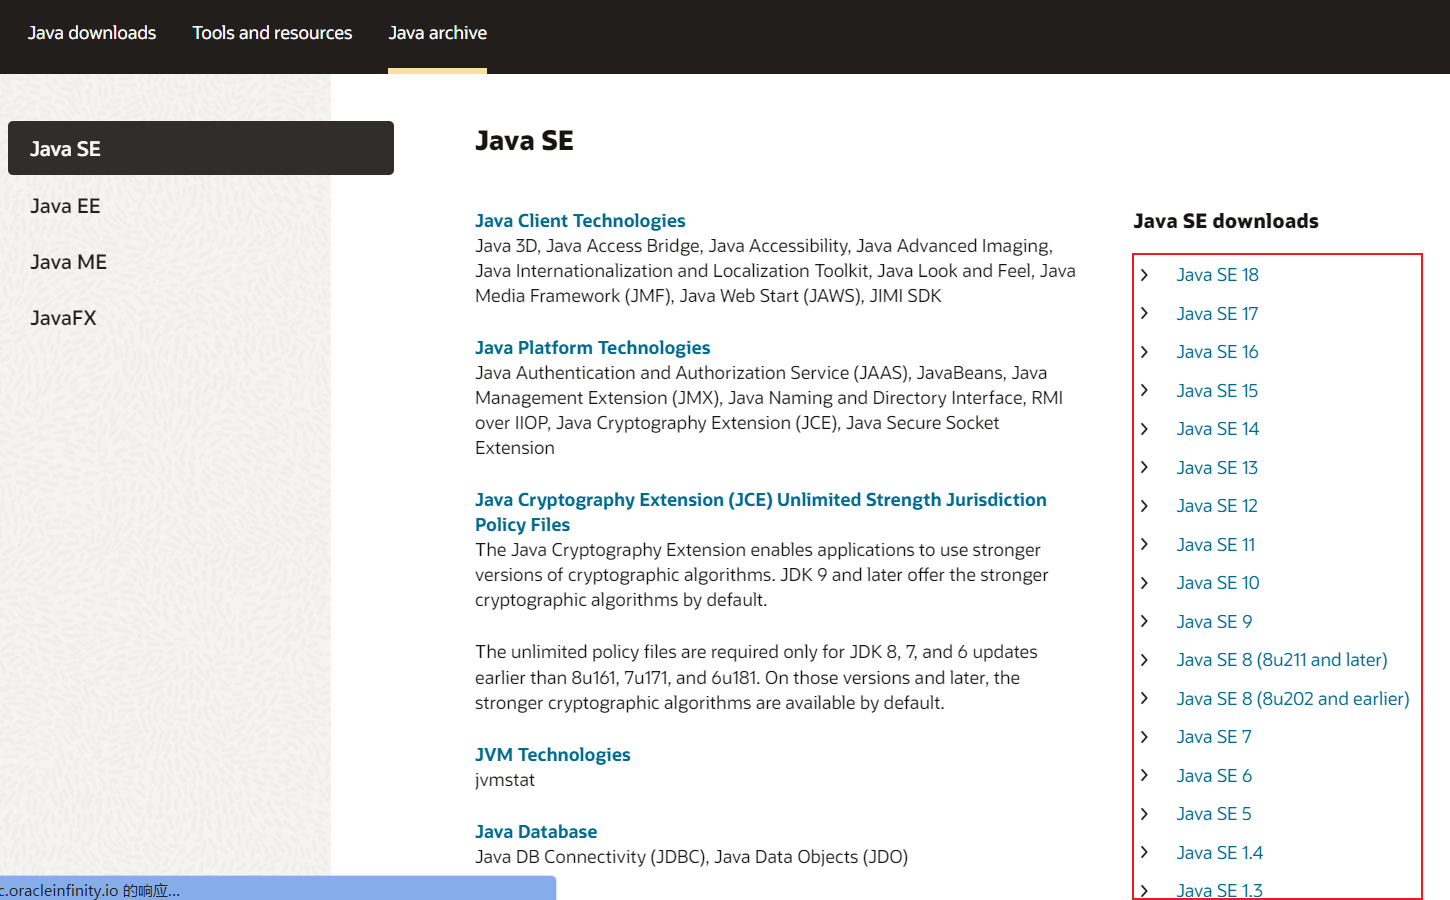 Java downloads
Tools and resources
Java archive
Java SE
Java EE
Java ME
JavaFX
Java SE
Java Client Technologies
Java 3D, Java Access Bridge, Java Accessibility, Java Advanced Imaging,
Java Internationalization and Localization Toolkit, Java Look and Feel, Java
Media Framework (JMF), Java Web Start (JAWS), JIMI SDK
Java Platform Technologies
Java Authentication and Authorization Service (JAAS), JavaBeans, Java
Management Extension (JMX), Java Naming and Directory Interface, RMI
over IIOP, Java Cryptography Extension (JCE), Java Secure Socket
Extension
Java Cryptography Extension (JCE) Unlimited Strength Jurisdiction
Policy Files
The Java Cryptography Extension enables applications to use stronger
versions of cryptographic algorithms. JDK 9 and later offer the stronger
cryptographic algorithms by default.
The unlimited policy files are required only for JDK 8, 7, and 6 updates
earlier than 8u161, 7u171, and 6u181. On those versions and later, the
stronger cryptographic algorithms are available by default.
JVM Technologies
jvmstat
Java Database
Java DB Connectivity (JDBC), Java Data Objects (JDO)
Java SE downloads
Java SE 18
Java SE 17
Java SE 16
Java SE 15
Java SE 14
Java SE 13
Java SE 12
Java SE 11
Java SE 10
Java SE 9
Java SE 8 (8u211 and later)
Java SE 8 (8u202 and earlier)
Java SE 7
Java SE 6
Java SE 5
Java SE 1.4
Java SE 1.3
c.oracleinfinity.io 的响应...